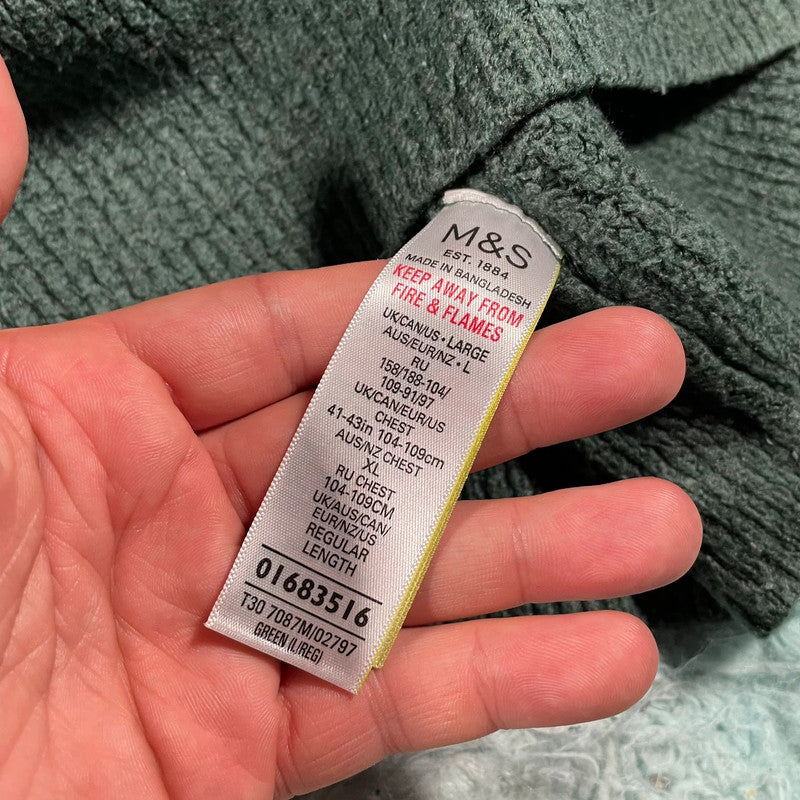 M&S
EST. 1884
MADE IN BANGLADESH
KEEP AWAY FROM
FIRE & FLAMES
UK/CAN/US • LARGE
AUS/EUR/NZ • L
RU
158/188-104/
109-91/97
UK/CAN/EUR/US
CHEST
41-43in 104-109cm
AUS/NZ CHEST
XL
RU CHEST
104-109CM
UK/AUS/CAN/
EUR/NZ/US
REGULAR
LENGTH
01683516
T30 7087M/02797
GREEN (L/REG)